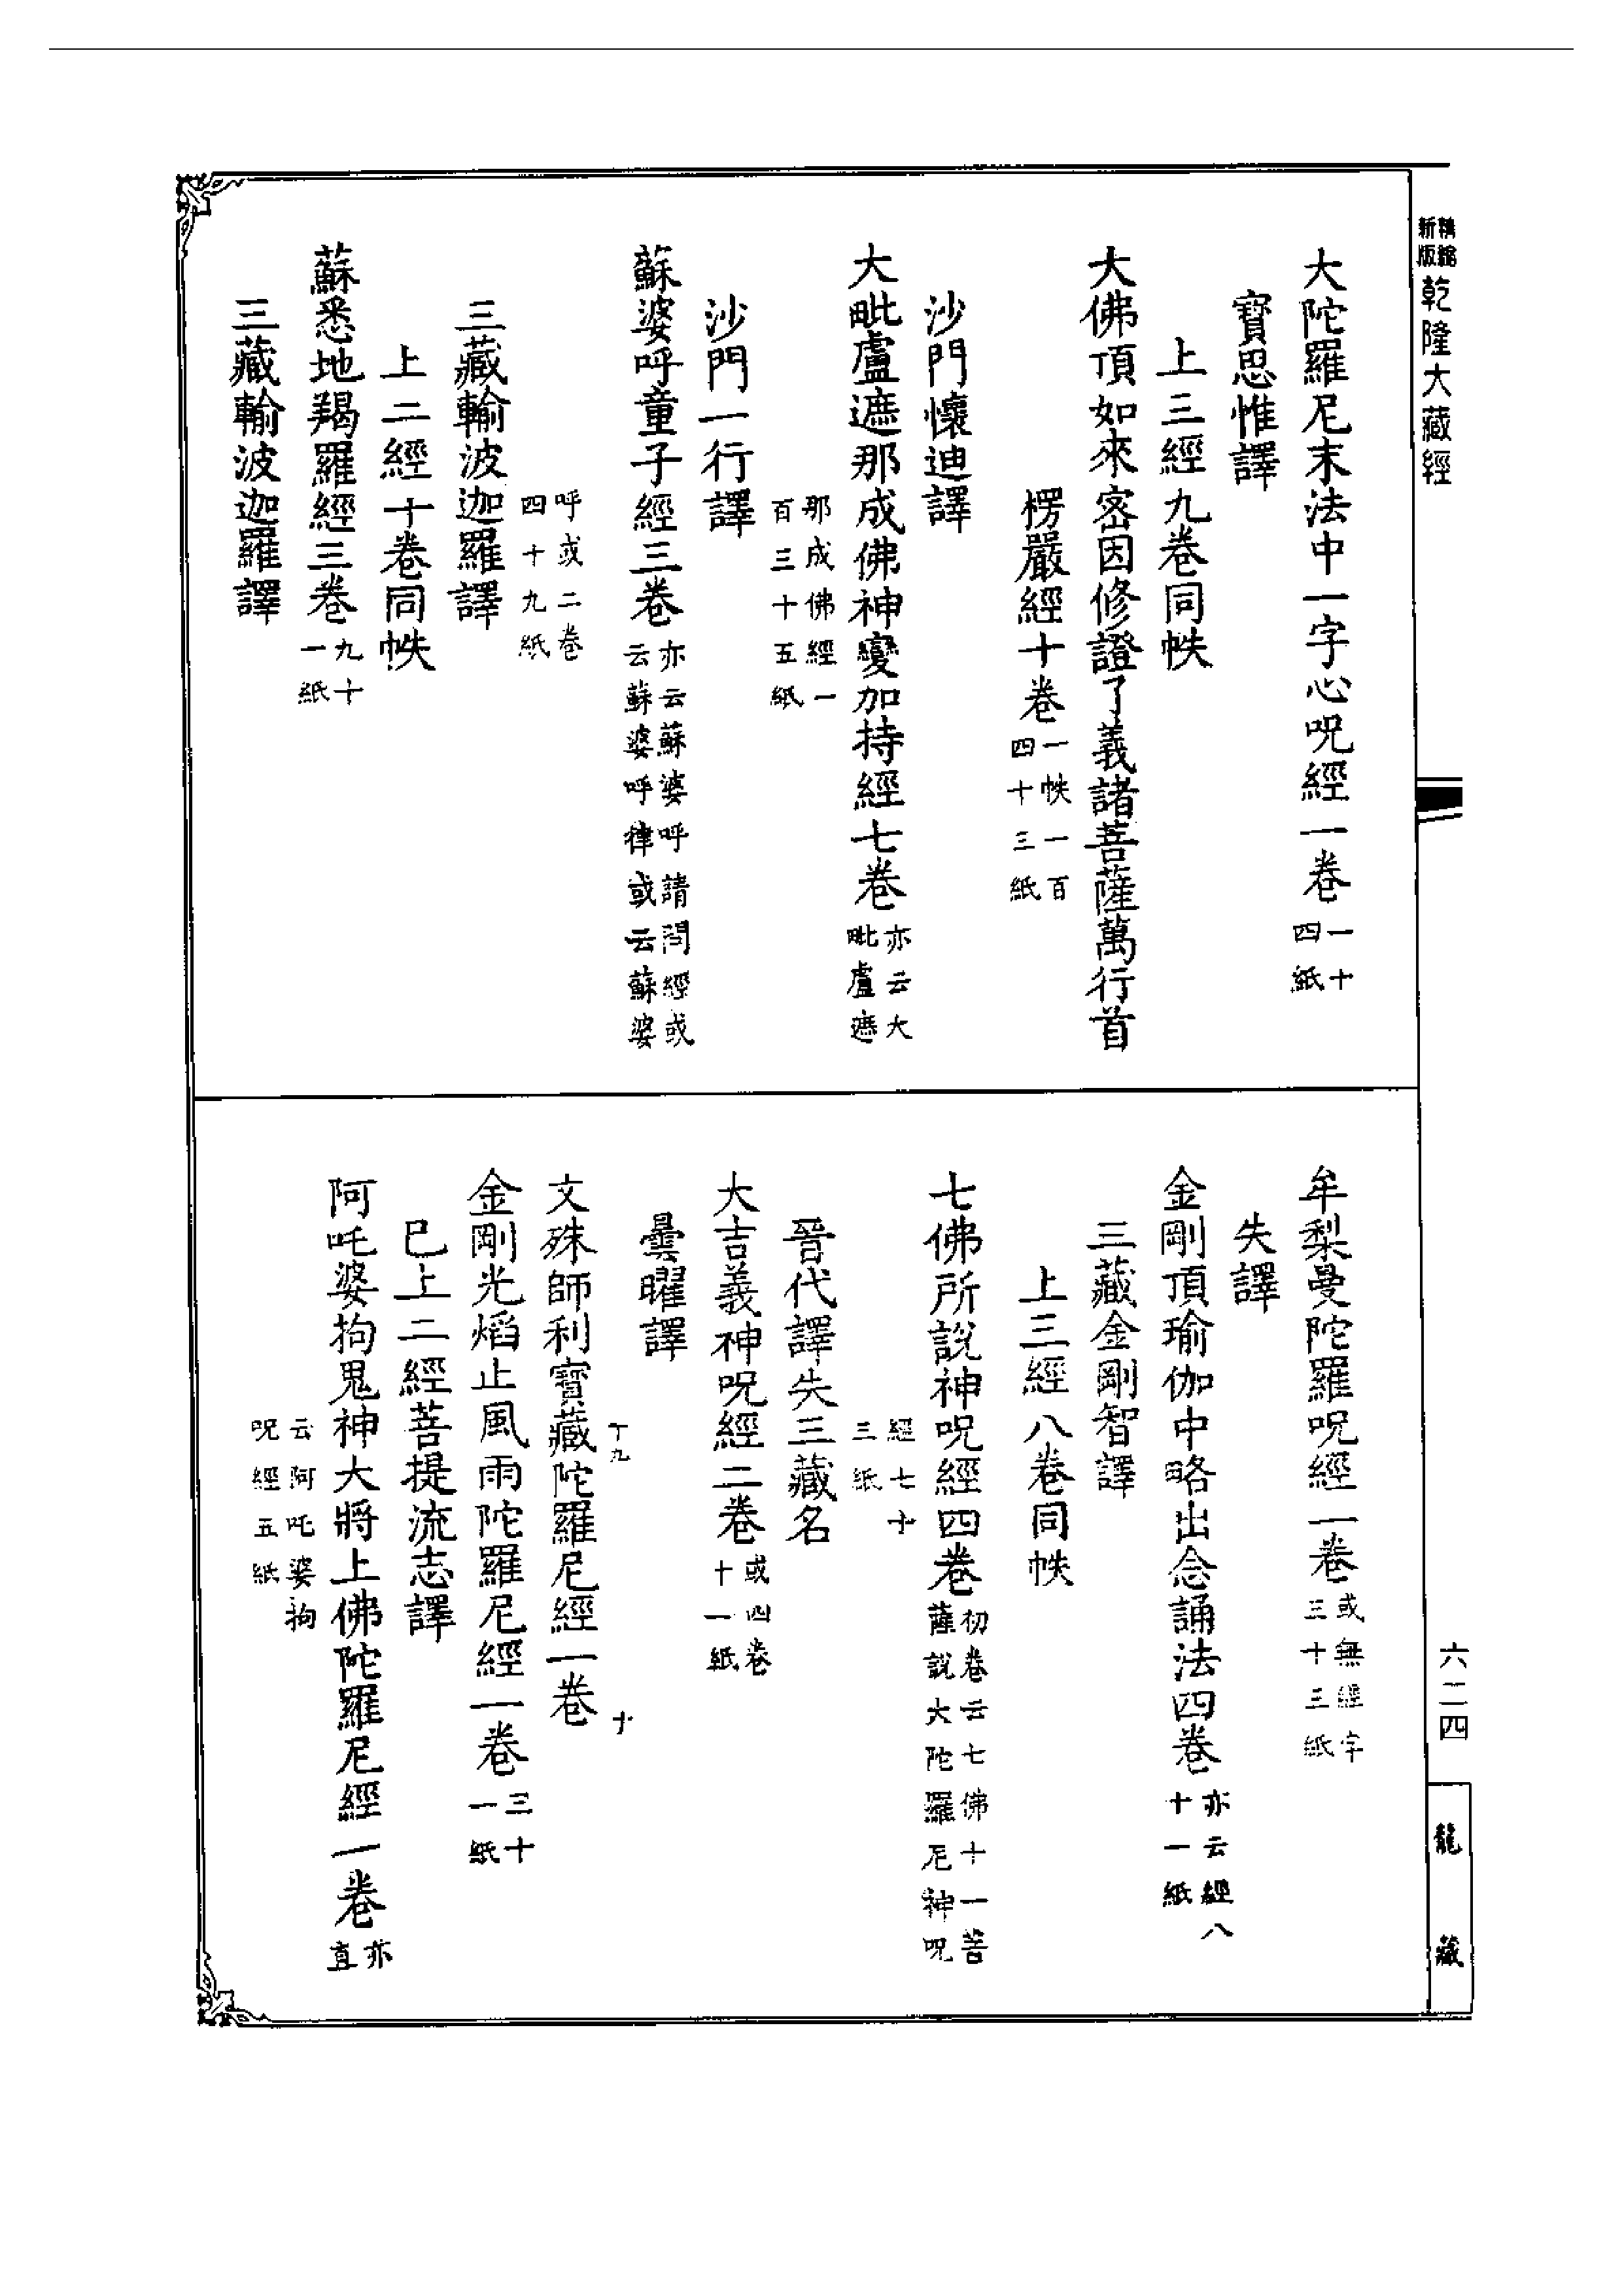 精縮新版乾隆大藏經
大陀羅尼末法中一字心呪經一卷一十四紙
寶思惟譯
上三經九卷同帙
大佛頂如來密因修證了義諸菩薩萬行首
楞嚴經十卷一帙一百四十三紙
沙門懷迪譯
大毗盧遮那成佛神變加持經七卷亦云大毗盧遮
那成佛經一百三十五紙
沙門一行譯
蘇婆呼童子經三卷亦云蘇婆呼請問經或云蘇婆呼律或云蘇婆
呼或二卷四十九紙
三藏輸波迦羅譯
上二經十卷同帙
蘇悉地羯羅經三卷九十一紙
三藏輸波迦羅譯
牟梨曼陀羅呪經一卷或無經字三十三紙
失譯
金剛頂瑜伽中略出念誦法四卷亦云經八十一紙
三藏金剛智譯
上三經八卷同帙
七佛所說神呪經四卷初卷云七佛十一菩薩說大陀羅尼神呪
經七十三紙
晉代譯失三藏名
大吉義神呪經二卷或四卷十一紙
曇曜譯
十九 十
文殊師利寶藏陀羅尼經一卷
金剛光焰止風雨陀羅尼經一卷三十一紙
巳上二經菩提流志譯
阿吒婆拘鬼神大將上佛陀羅尼經一卷亦直
云阿吒婆拘呪經五紙
六二四
龍藏